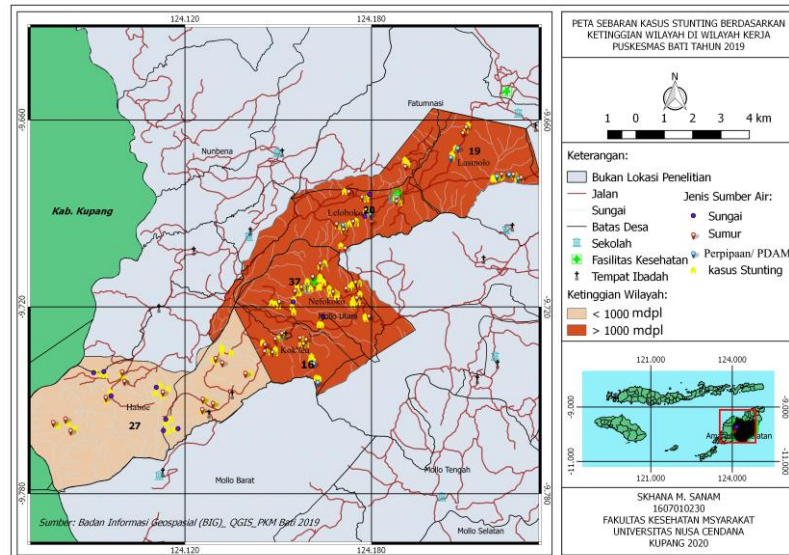 124.120
124.180
-9.660
-9.660
-9.720
-9.720
-9.780
-9.780
124.120
124.180
Fatumnasi
Nunbena
Kab. Kupang
19
Leloboko
20
37
Nefokoko
Mollo Utara
16
27
Mollo Barat
Mollo Tengah
Mollo Selatan
Sumber: Badan Informasi Geospasial (BIG)_ QGIS_PKM Bati 2019
PETA SEBARAN KASUS STUNTING BERDASARKAN
KETINGGIAN WILAYAH DI WILAYAH KERJA
PUSKESMAS BATI TAHUN 2019
N
1 0 1 2 3 4 km
Keterangan:
Bukan Lokasi Penelitian
Jalan
Sungai
Batas Desa
Sekolah
Fasilitas Kesehatan
Tempat Ibadah
Jenis Sumber Air:
Sungai
Sumur
Perpipaan/ PDAM
kasus Stunting
Ketinggian Wilayah:
< 1000 mdpl
> 1000 mdpl
121.000
124.000
-9.000
-9.000
-11.000
-11.000
121.000
124.000
SKHANA M. SANAM
1607010230
FAKULTAS KESEHATAN MSYARAKAT
UNIVERSITAS NUSA CENDANA
KUPANG 2020